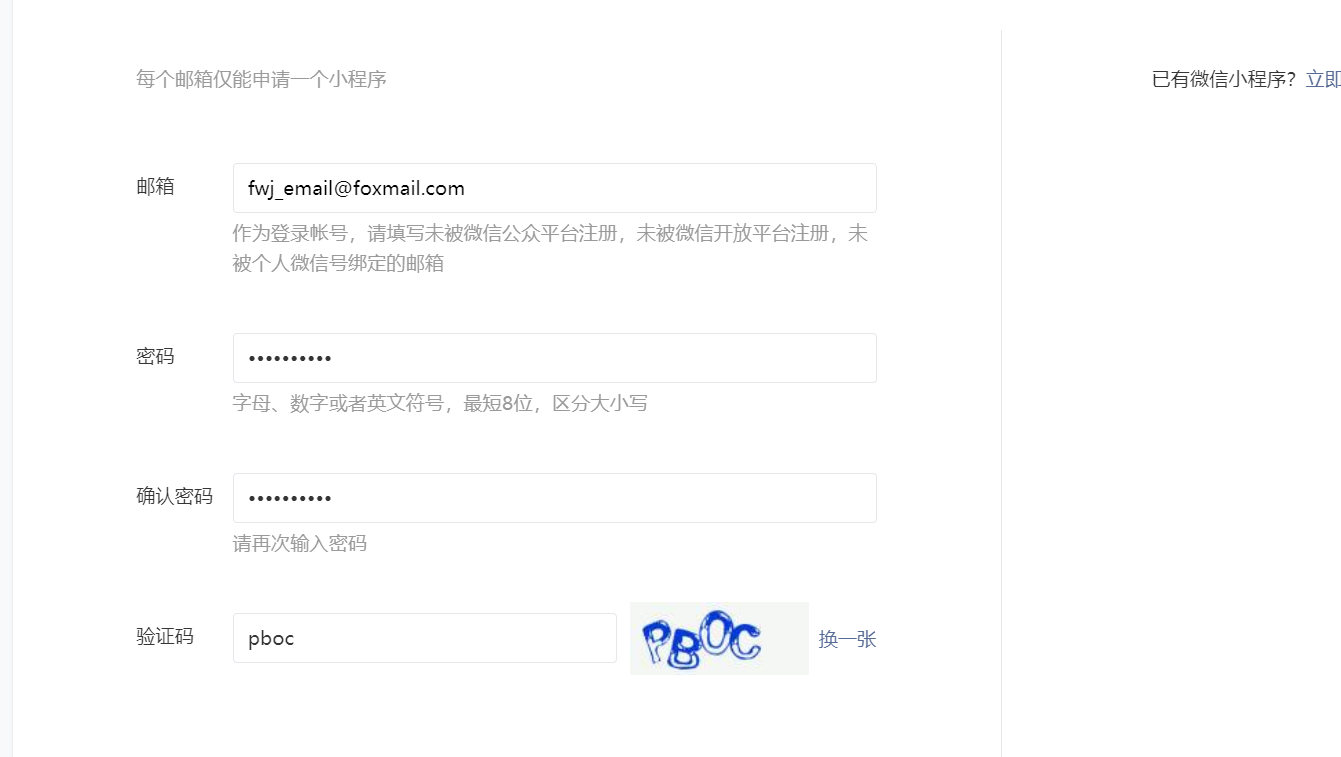 每个邮箱仅能申请一个小程序
已有微信小程序？立即
邮箱
fwj_email@foxmail.com
作为登录帐号，请填写未被微信公众平台注册，未被微信开放平台注册，未
被个人微信号绑定的邮箱
密码
••••••••••
字母、数字或者英文符号，最短8位，区分大小写
确认密码
••••••••••
请再次输入密码
验证码
pboc
PBOC
换一张